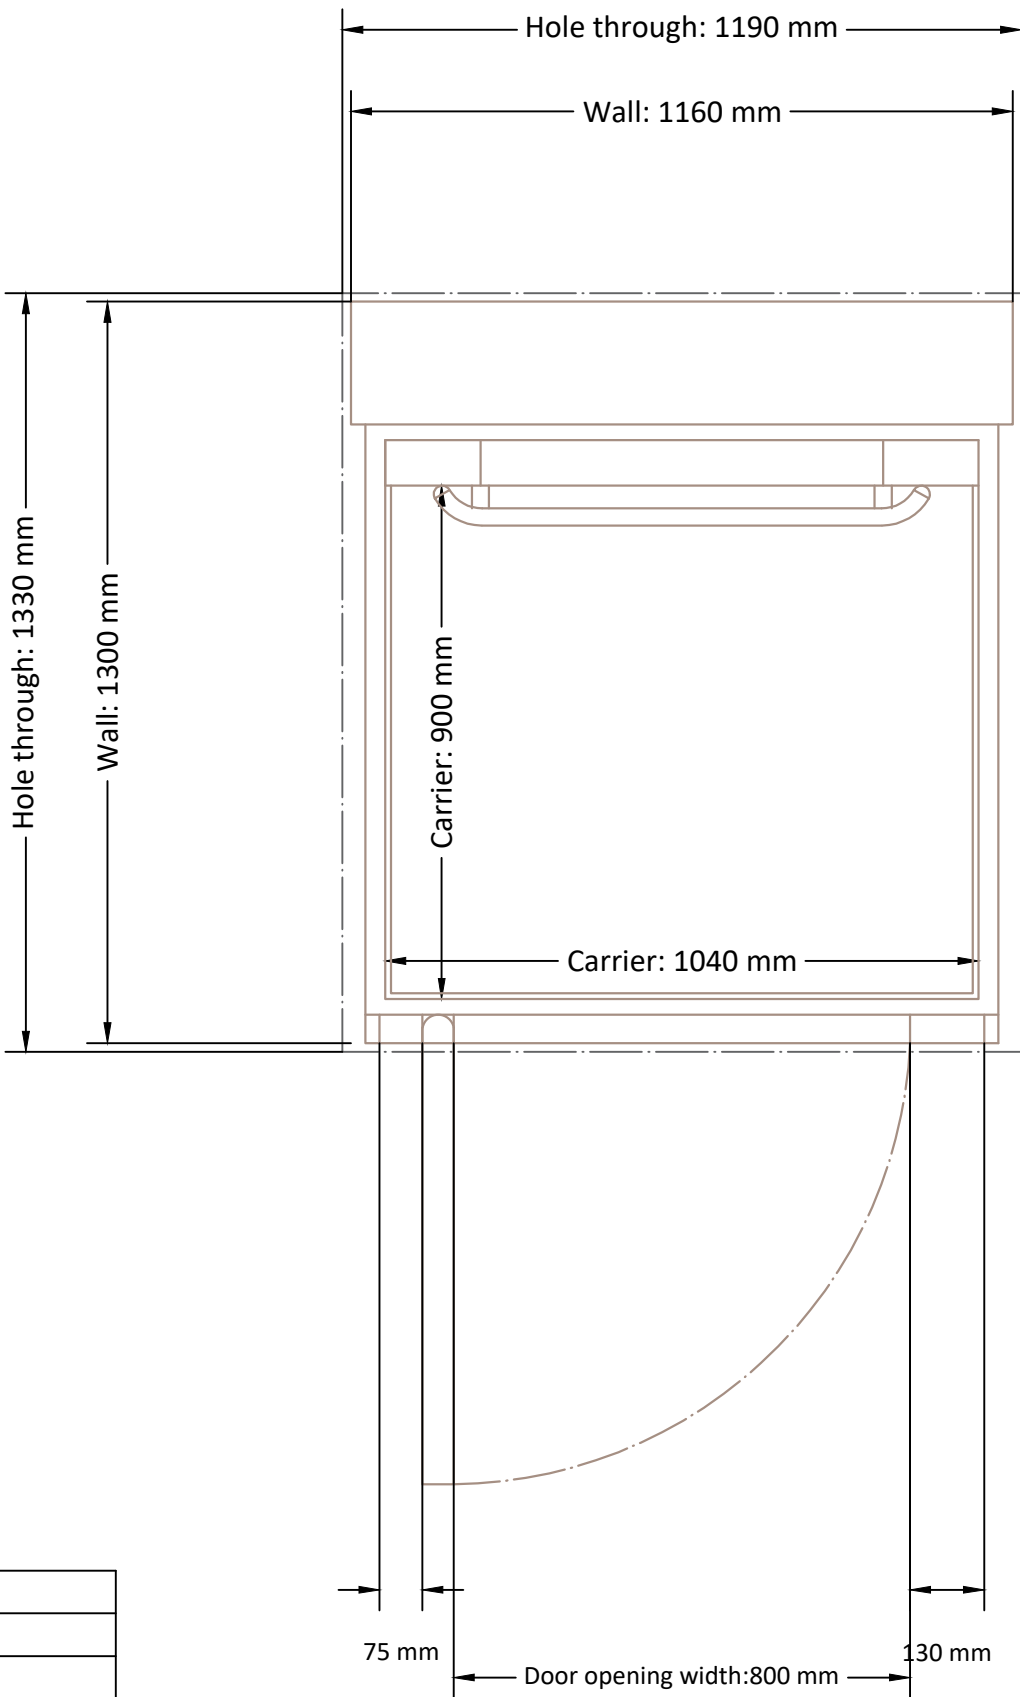 Hole through: 1190 mm
Wall: 1160 mm
Hole through: 1330 mm
Wall: 1300 mm
Carrier: 900 mm
Carrier: 1040 mm
75 mm
130 mm
Door opening width:800 mm